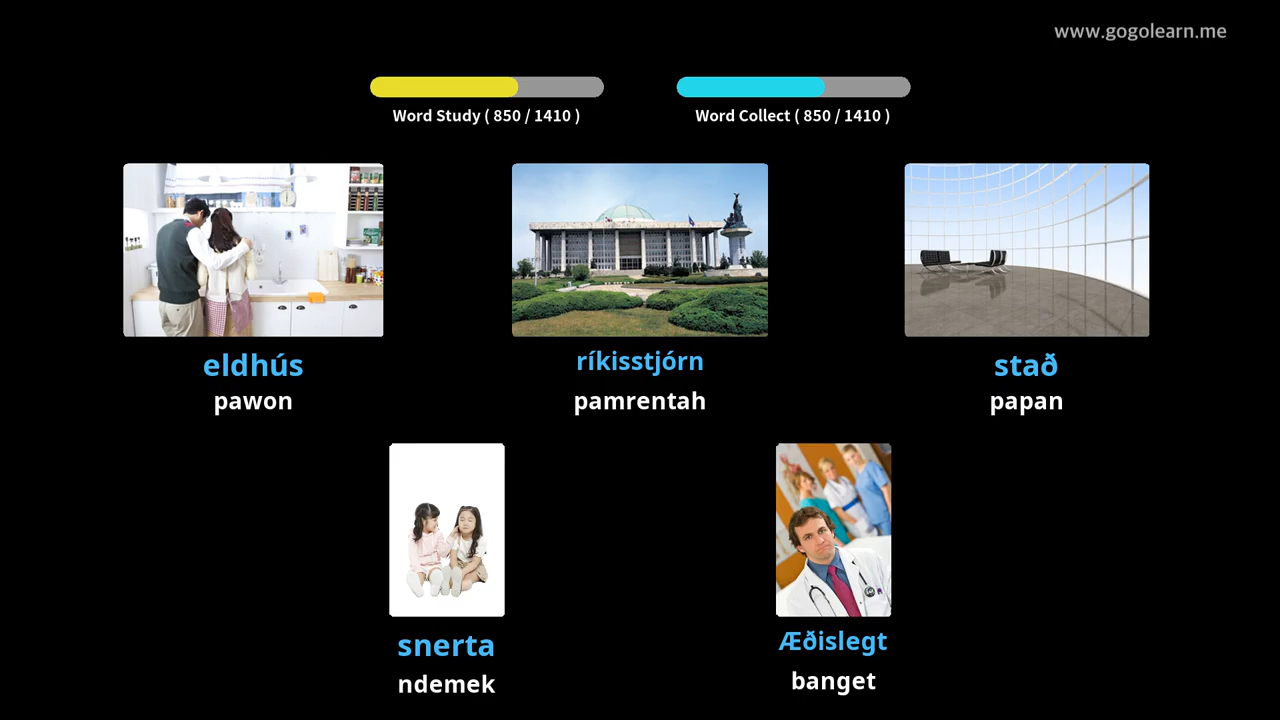 www.gogolearn.me
Word Study ( 850 / 1410 )
Word Collect ( 850 / 1410 )
eldhús
pawon
ríkisstjórn
pamrentah
stað
papan
snerta
ndemek
Æðislegt
banget